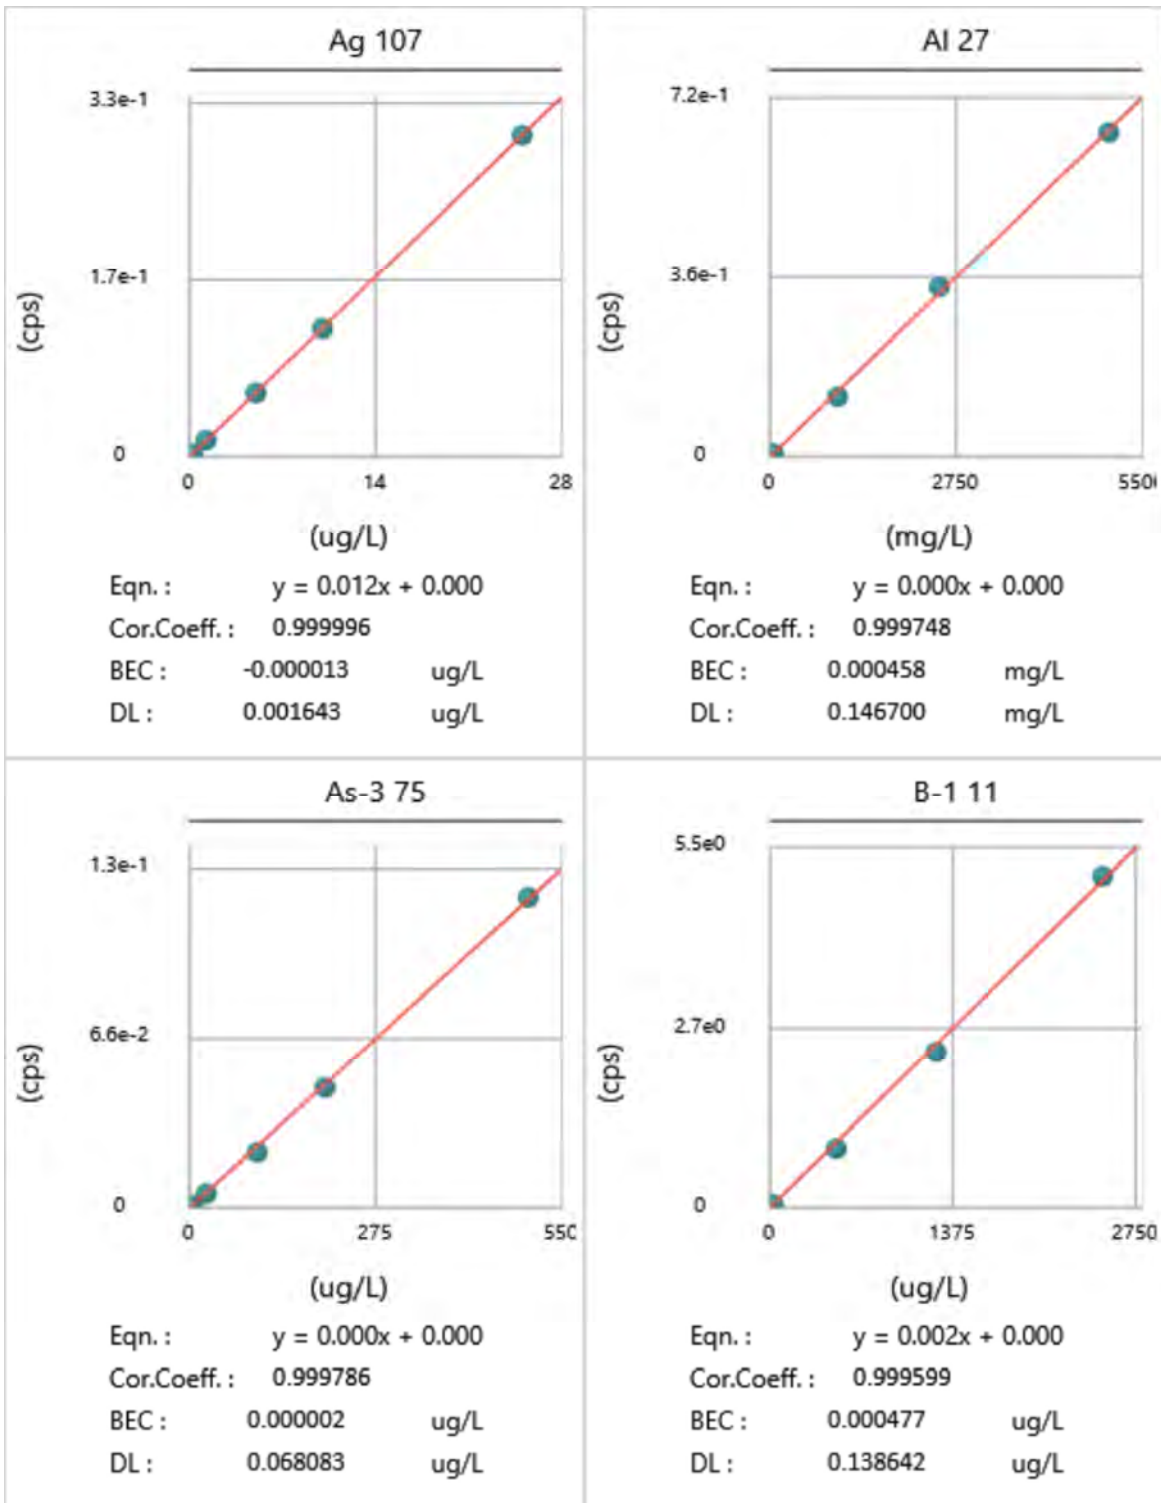 Ag 107
3.3e-1
1.7e-1
0
(cps)
0 14 28
(ug/L)
Eqn. : y = 0.012x + 0.000
Cor.Coeff. : 0.999996
BEC : -0.000013 ug/L
DL : 0.001643 ug/L
Al 27
7.2e-1
3.6e-1
0
(cps)
0 2750 550
(mg/L)
Eqn. : y = 0.000x + 0.000
Cor.Coeff. : 0.999748
BEC : 0.000458 mg/L
DL : 0.146700 mg/L
As-3 75
1.3e-1
6.6e-2
0
(cps)
0 275 550
(ug/L)
Eqn. : y = 0.000x + 0.000
Cor.Coeff. : 0.999786
BEC : 0.000002 ug/L
DL : 0.068083 ug/L
B-1 11
5.5e0
2.7e0
0
(cps)
0 1375 2750
(ug/L)
Eqn. : y = 0.002x + 0.000
Cor.Coeff. : 0.999599
BEC : 0.000477 ug/L
DL : 0.138642 ug/L